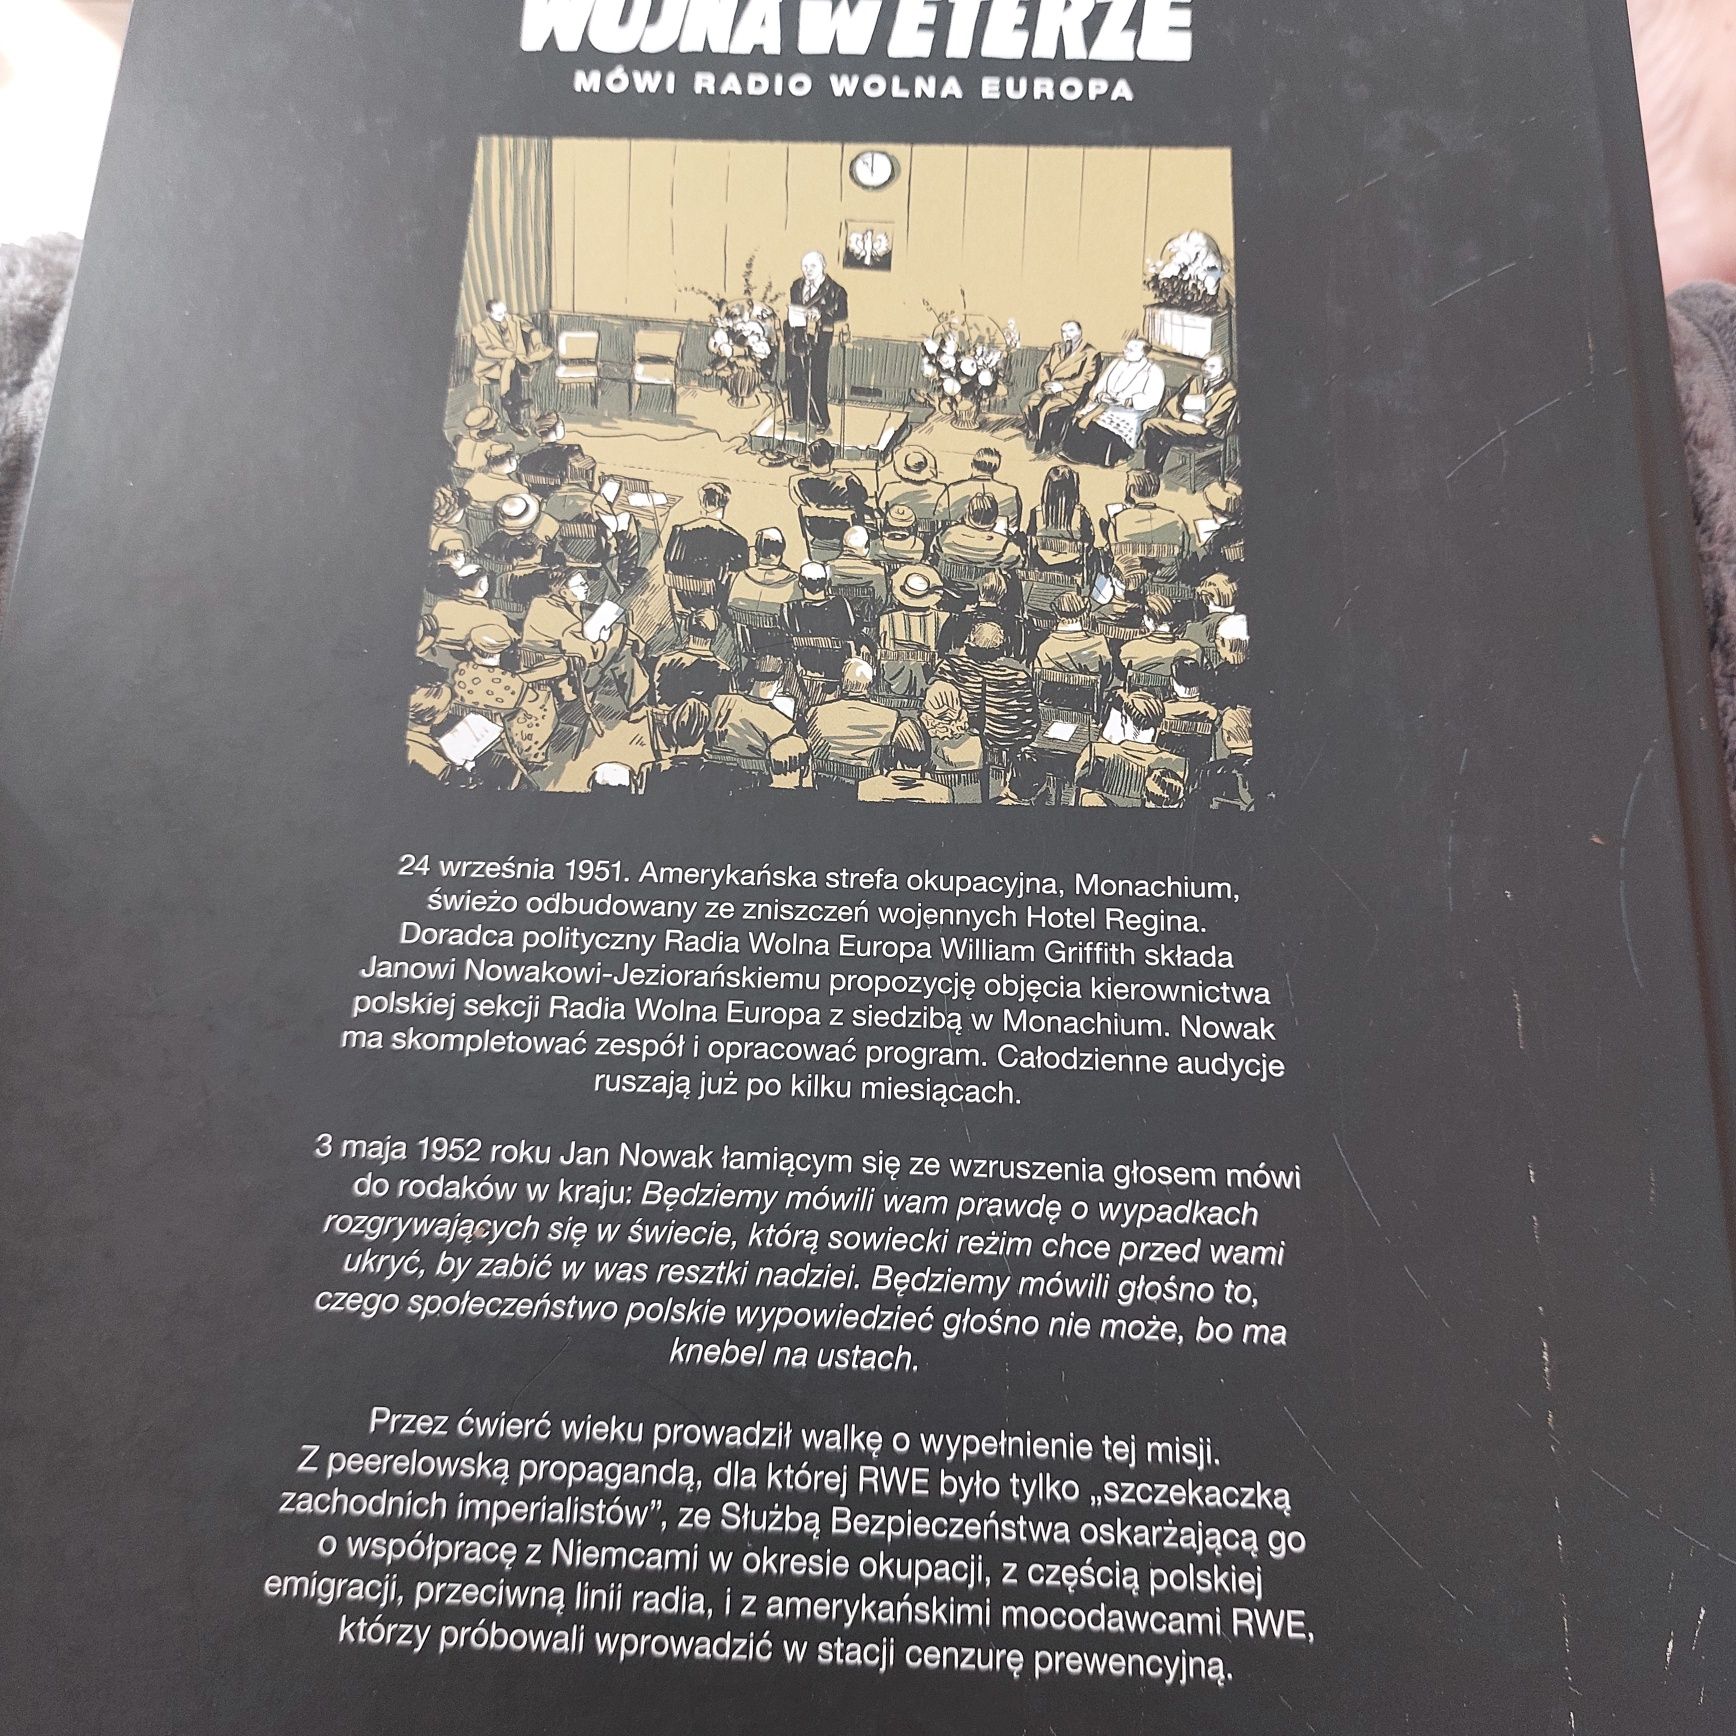 WOJNA W ETERZE
MÓWI RADIO WOLNA EUROPA
24 września 1951. Amerykańska strefa okupacyjna, Monachium,
świeżo odbudowany ze zniszczeń wojennych Hotel Regina.
Doradca polityczny Radia Wolna Europa William Griffith składa
Janowi Nowakowi-Jeziorańskiemu propozycję objęcia kierownictwa
polskiej sekcji Radia Wolna Europa z siedzibą w Monachium. Nowak
ma skompletować zespół i opracować program. Całodzienne audycje
ruszają już po kilku miesiącach.
3 maja 1952 roku Jan Nowak łamiącym się ze wzruszenia głosem mówi
do rodaków w kraju: Będziemy mówili wam prawdę o wypadkach
rozgrywających się w świecie, którą sowiecki reżim chce przed wami
ukryć, by zabić w was resztki nadziei. Będziemy mówili głośno to,
czego społeczeństwo polskie wypowiedzieć głośno nie może, bo ma
knebel na ustach.
Przez ćwierć wieku prowadził walkę o wypełnienie tej misji.
Z peerelowską propagandą, dla której RWE było tylko „szczekaczką
zachodnich imperialistów”, ze Służbą Bezpieczeństwa oskarżającą go
o współpracę z Niemcami w okresie okupacji, z częścią polskiej
emigracji, przeciwną linii radia, i z amerykańskimi mocodawcami RWE,
którzy próbowali wprowadzić w stacji cenzurę prewencyjną.